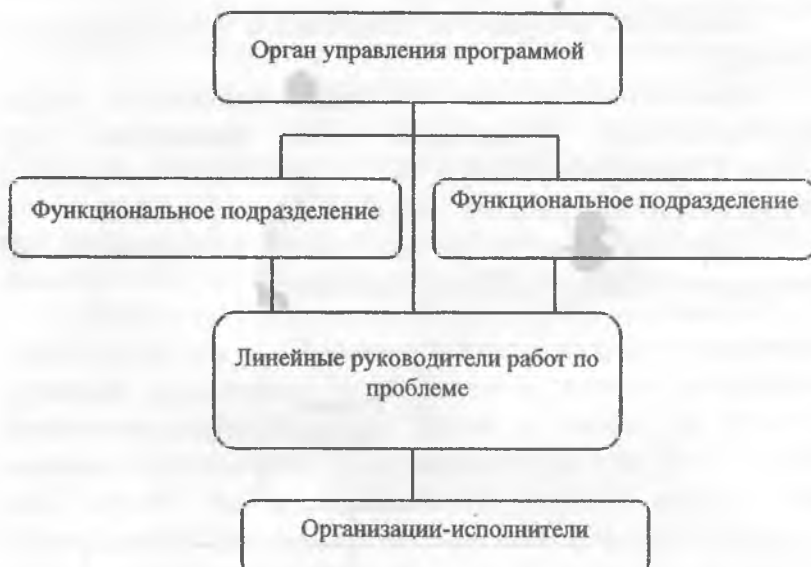 Орган управления программой
Функциональное подразделение
Функциональное подразделение
Линейные руководители работ по
проблеме
Организации-исполнители